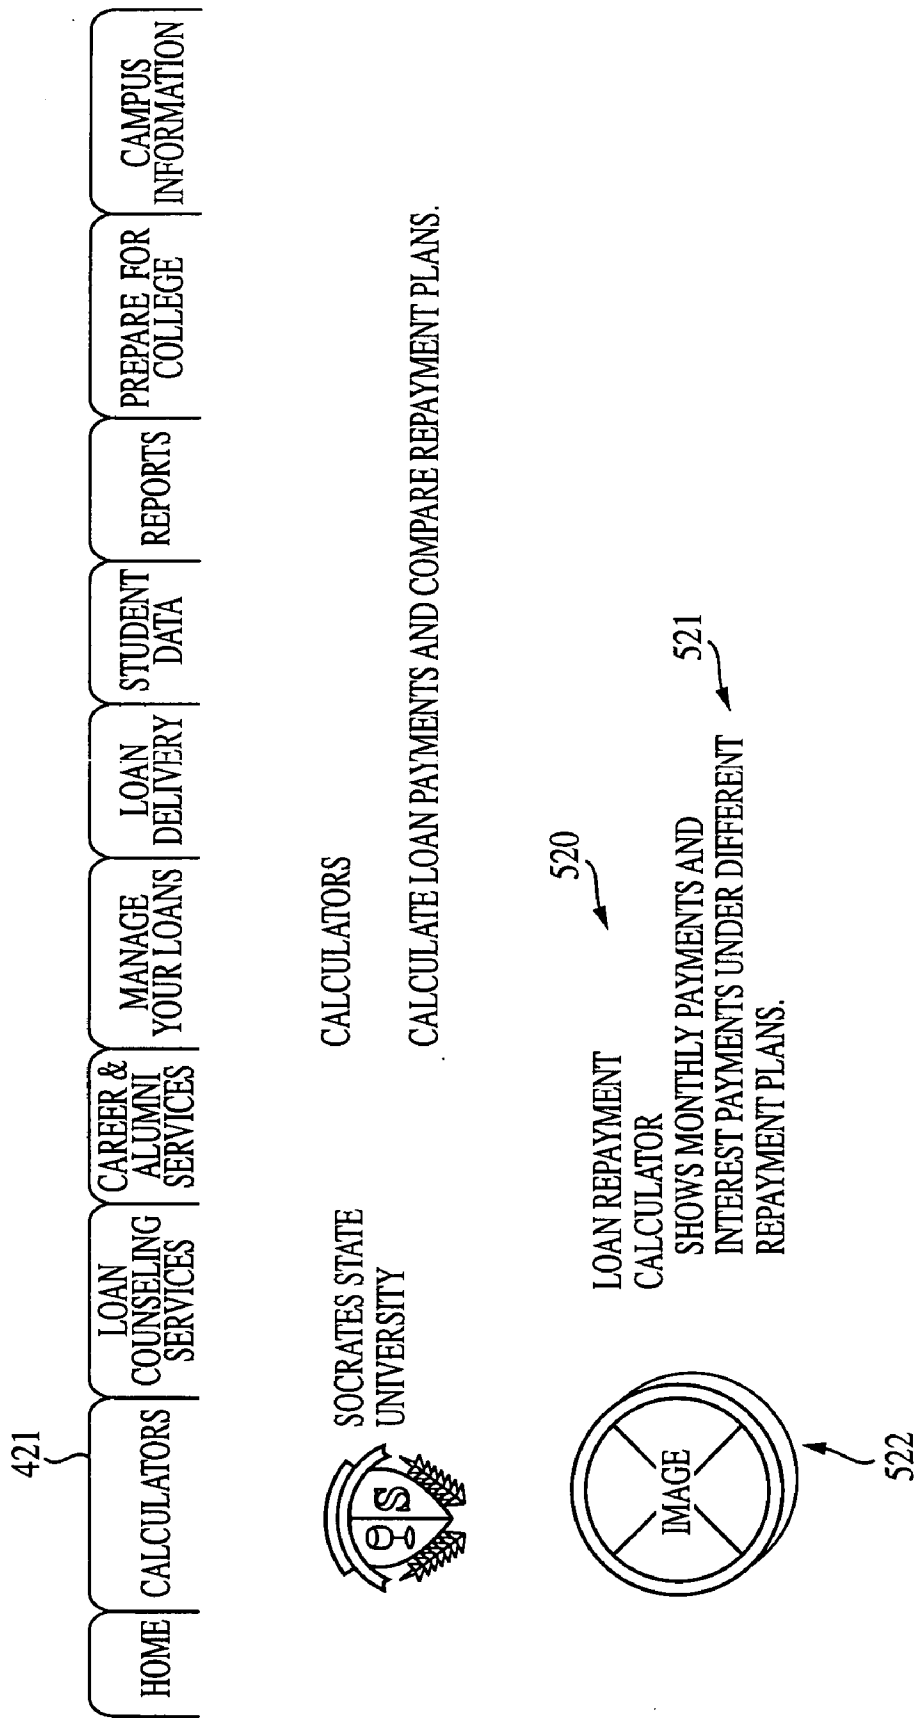 421
HOME
CALCULATORS
LOAN
COUNSELING
SERVICES
CAREER &
ALUMNI
SERVICES
MANAGE
YOUR LOANS
LOAN
DELIVERY
STUDENT
DATA
REPORTS
PREPARE FOR
COLLEGE
CAMPUS
INFORMATION
S
SOCRATES STATE
UNIVERSITY
CALCULATORS
CALCULATE LOAN PAYMENTS AND COMPARE REPAYMENT PLANS.
IMAGE
522
LOAN REPAYMENT
CALCULATOR
520
SHOWS MONTHLY PAYMENTS AND
INTEREST PAYMENTS UNDER DIFFERENT
REPAYMENT PLANS.
521